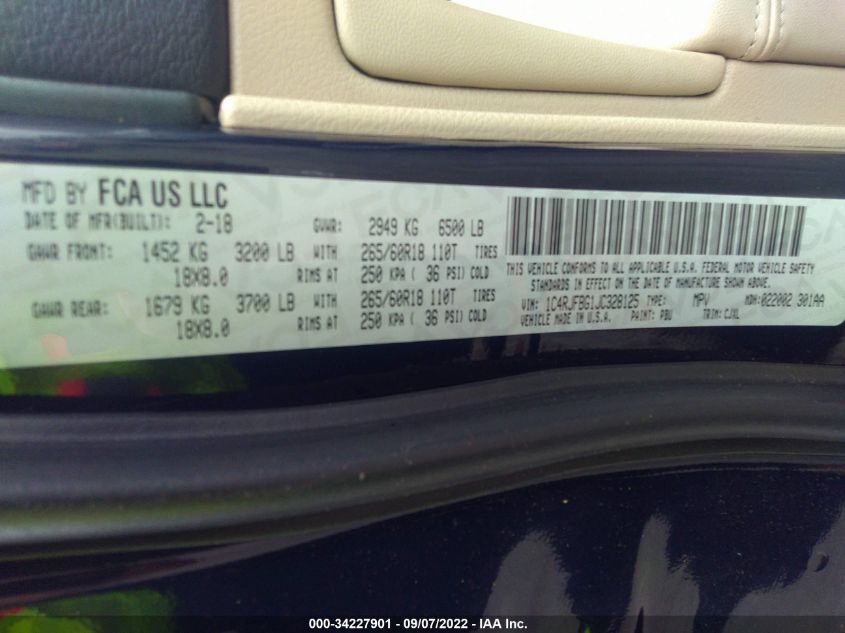 MFD BY FCA US LLC
DATE OF MFR(BUILT): 2-18 GVWR: 2949 KG 6500 LB
GAWR FRONT: 1452 KG 3200 LB WITH 265/60R18 110T TIRES
18X8.0 RIMS AT 250 KPA ( 36 PSI) COLD
GAWR REAR: 1679 KG 3700 LB WITH 265/60R18 110T TIRES
18X8.0 RIMS AT 250 KPA ( 36 PSI) COLD
THIS VEHICLE CONFORMS TO ALL APPLICABLE U.S.A. FEDERAL MOTOR VEHICLE SAFETY
STANDARDS IN EFFECT ON THE DATE OF MANUFACTURE SHOWN ABOVE.
VIN: 1C4RJFBG1JC328125 TYPE: MPV MDH:022002 301AA
VEHICLE MADE IN U.S.A. PAINT: PBU TRIM: CJXL
000-34227901 - 09/07/2022 - IAA Inc.